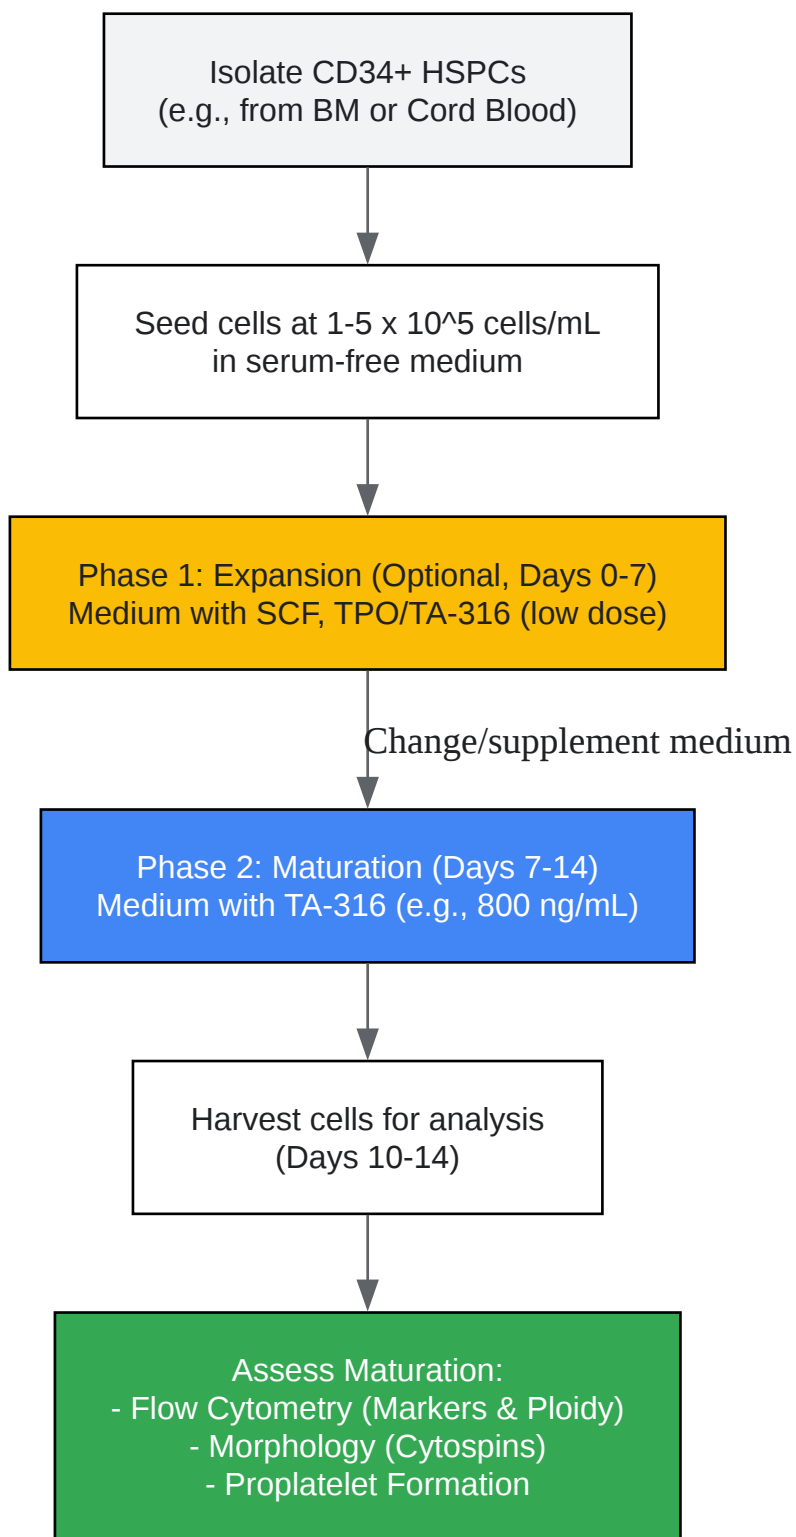 Isolate CD34+ HSPCs
(e.g., from BM or Cord Blood)
Seed cells at 1-5 x 10^5 cells/mL
in serum-free medium
Phase 1: Expansion (Optional, Days 0-7)
Medium with SCF, TPO/TA-316 (low dose)
Change/supplement medium
Phase 2: Maturation (Days 7-14)
Medium with TA-316 (e.g., 800 ng/mL)
Harvest cells for analysis
(Days 10-14)
Assess Maturation:
- Flow Cytometry (Markers & Ploidy)
- Morphology (Cytospins)
- Proplatelet Formation